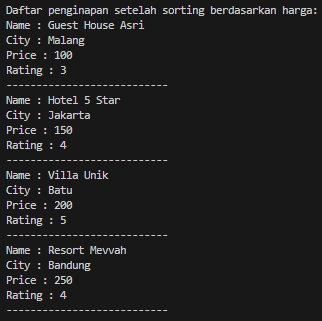 Daftar penginapan setelah sorting berdasarkan harga:
Name : Guest House Asri
City : Malang
Price : 100
Rating : 3
---------------------------
Name : Hotel 5 Star
City : Jakarta
Price : 150
Rating : 4
---------------------------
Name : Villa Unik
City : Batu
Price : 200
Rating : 5
---------------------------
Name : Resort Mevvah
City : Bandung
Price : 250
Rating : 4
---------------------------